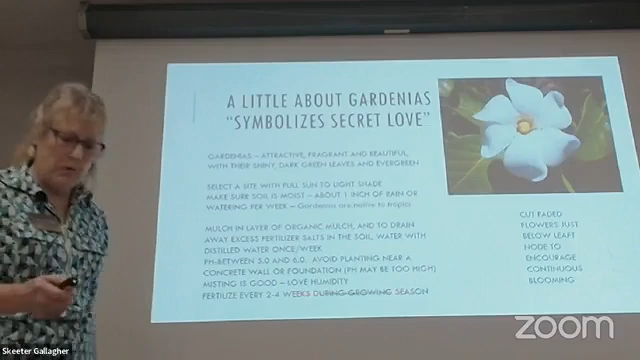 A LITTLE ABOUT GARDENIAS
"SYMBOLIZES SECRET LOVE"
GARDENIAS – ATTRACTIVE, FRAGRANT AND BEAUTIFUL,
WITH THEIR SHINY, DARK GREEN LEAVES AND EVERGREEN
SELECT A SITE WITH FULL SUN TO LIGHT SHADE
MAKE SURE SOIL IS MOIST – ABOUT 1 INCH OF RAIN OR
WATERING PER WEEK – Gardenias are native to tropics
MULCH IN LAYER OF ORGANIC MULCH, AND TO DRAIN
AWAY EXCESS FERTILIZER SALTS IN THE SOIL, WATER WITH
DISTILLED WATER ONCE/WEEK
PH-BETWEEN 5.0 AND 6.0 AVOID PLANTING NEAR A
CONCRETE WALL OR FOUNDATION (PH MAY BE TOO HIGH)
MISTING IS GOOD – LOVE HUMIDITY
FERTILIZE EVERY 2-4 WEEKS DURING GROWING SEASON
CUT FADED
FLOWERS JUST
BELOW LEAFT
NODE TO
ENCOURAGE
CONTINUOUS
BLOOMING
zoom
Skeeter Gallagher